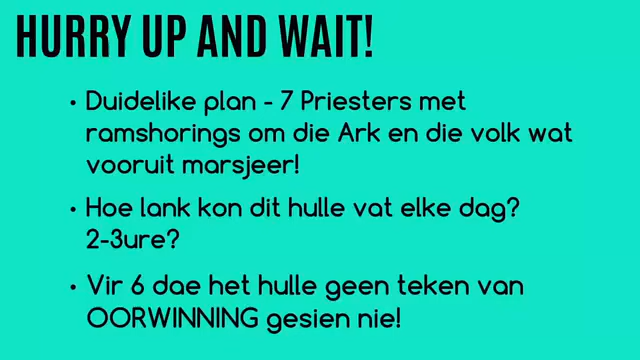 HURRY UP AND WAIT!
• Duidelike plan - 7 Priesters met
ramshorings om die Ark en die volk wat
vooruit marsjeer!
• Hoe lank kon dit hulle vat elke dag?
2-3ure?
• Vir 6 dae het hulle geen teken van
OORWINNING gesien nie!